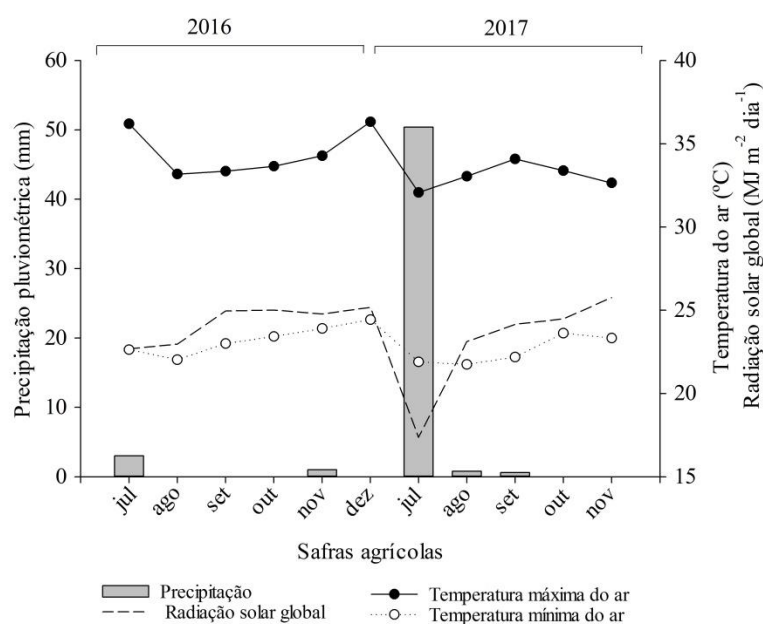 2016 2017
Precipitação pluviométrica (mm)
60
50
40
30
20
10
0
40
35
30
25
20
15
Temperatura do ar (ºC)
Radiação solar global (MJ m⁻² dia⁻¹)
jul ago set out nov dez jul ago set out nov
Safras agrícolas
Precipitação
Radiação solar global
Temperatura máxima do ar
Temperatura mínima do ar